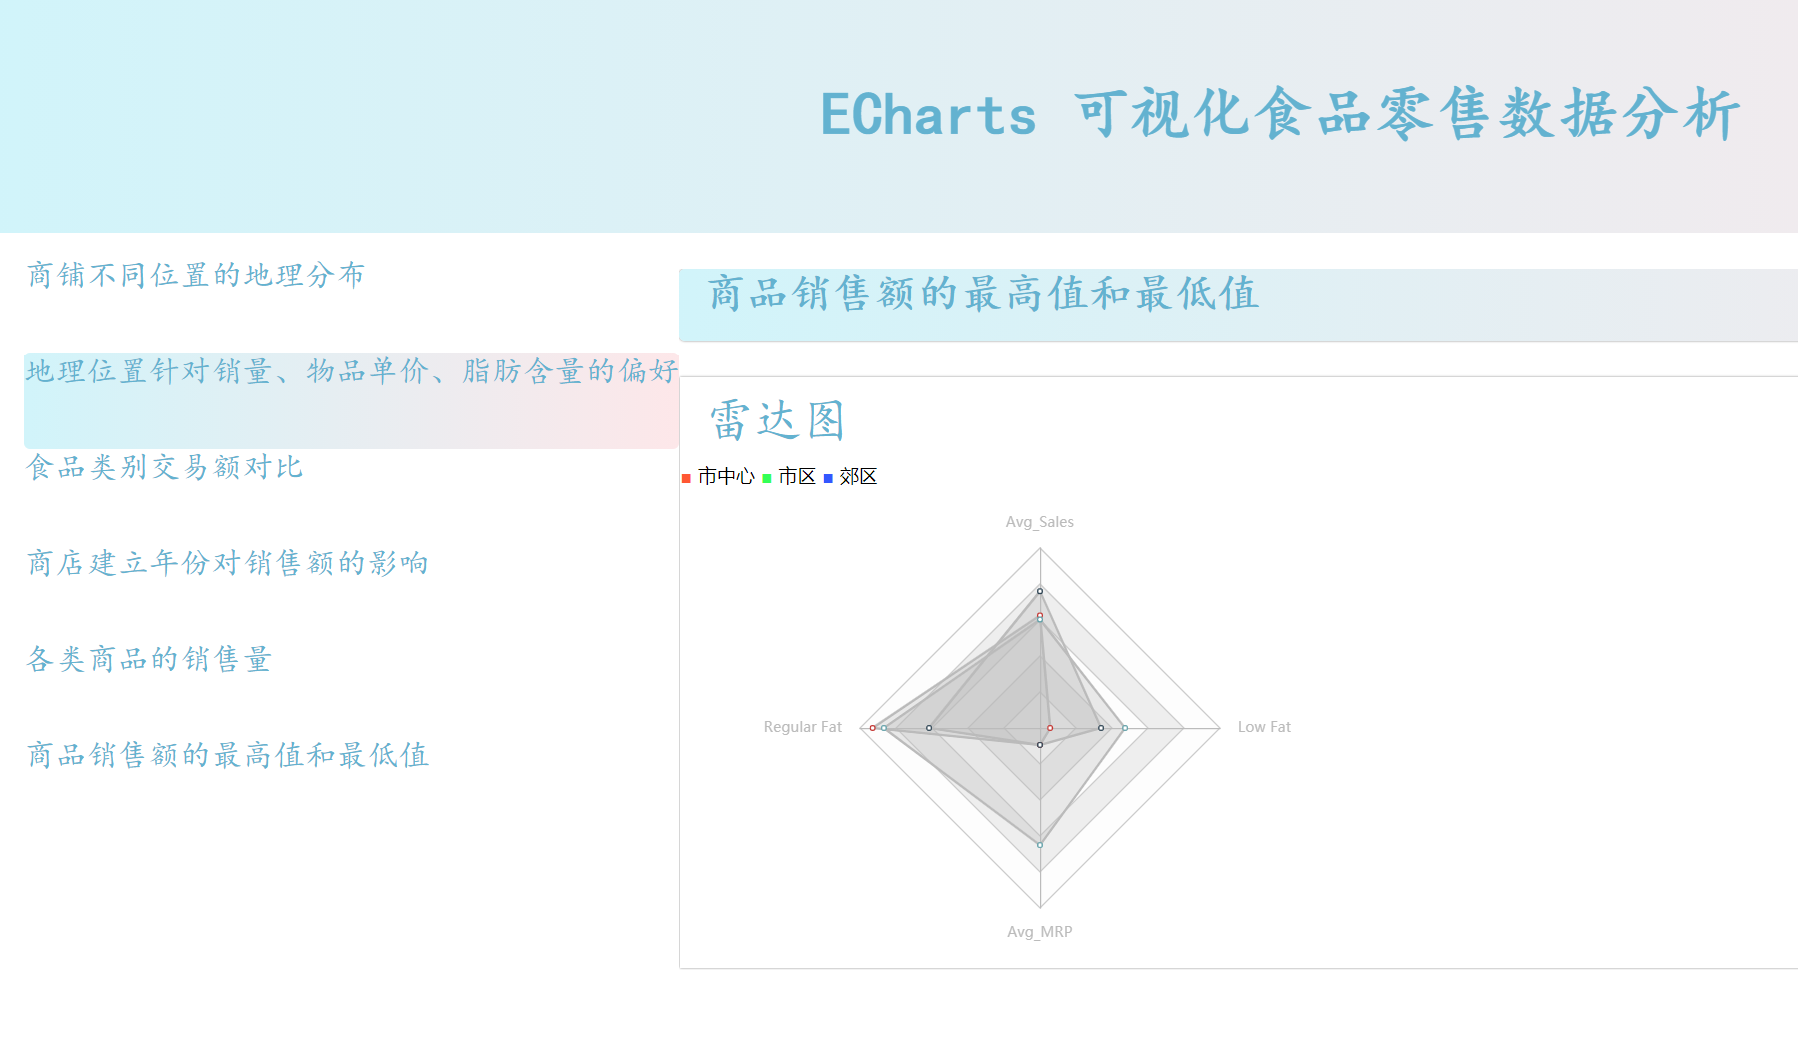 ECharts 可视化食品零售数据分析
商铺不同位置的地理分布
地理位置针对销量、物品单价、脂肪含量的偏好
食品类别交易额对比
商店建立年份对销售额的影响
各类商品的销售量
商品销售额的最高值和最低值
商品销售额的最高值和最低值
雷达图
市中心 市区 郊区
Avg_Sales
Regular Fat
Low Fat
Avg_MRP